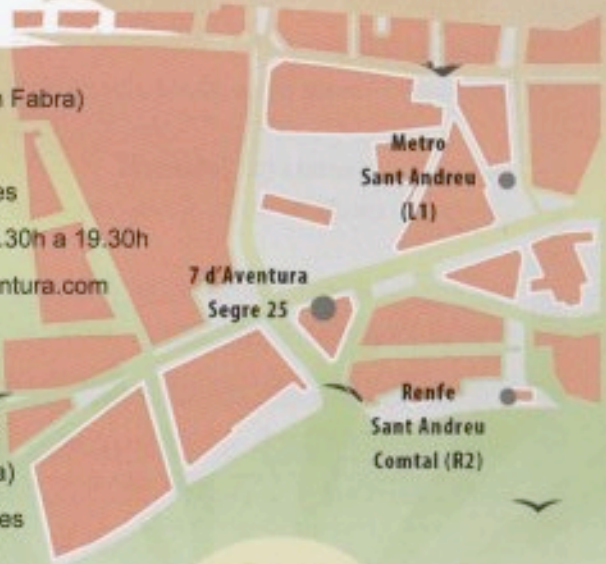 n Fabra)
es
.30h a 19.30h
ntura.com
a)
es
Metro
Sant Andreu
(L1)
7 d'Aventura
Segre 25
Renfe
Sant Andreu
Comtal (R2)